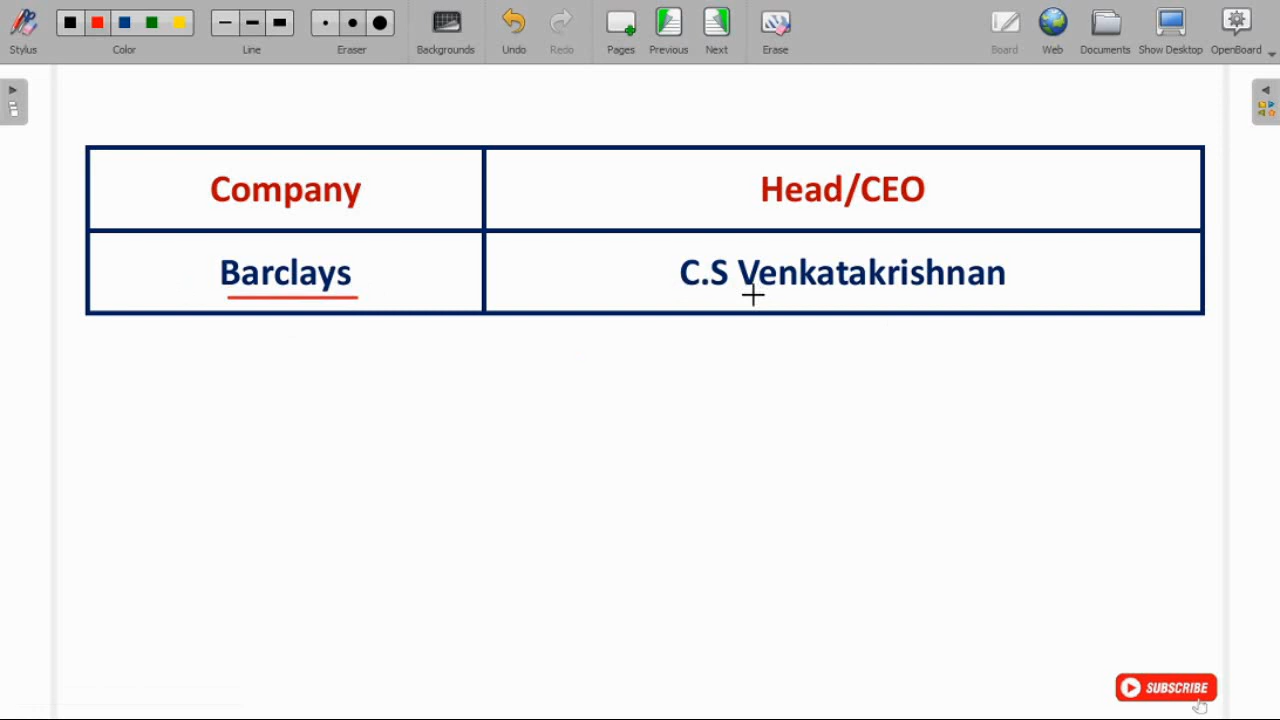 Stylus Color Line Eraser Backgrounds Undo Redo Pages Previous Next Erase Board Web Documents Show Desktop OpenBoard
Company Head/CEO
Barclays C.S Venkatakrishnan
SUBSCRIBE